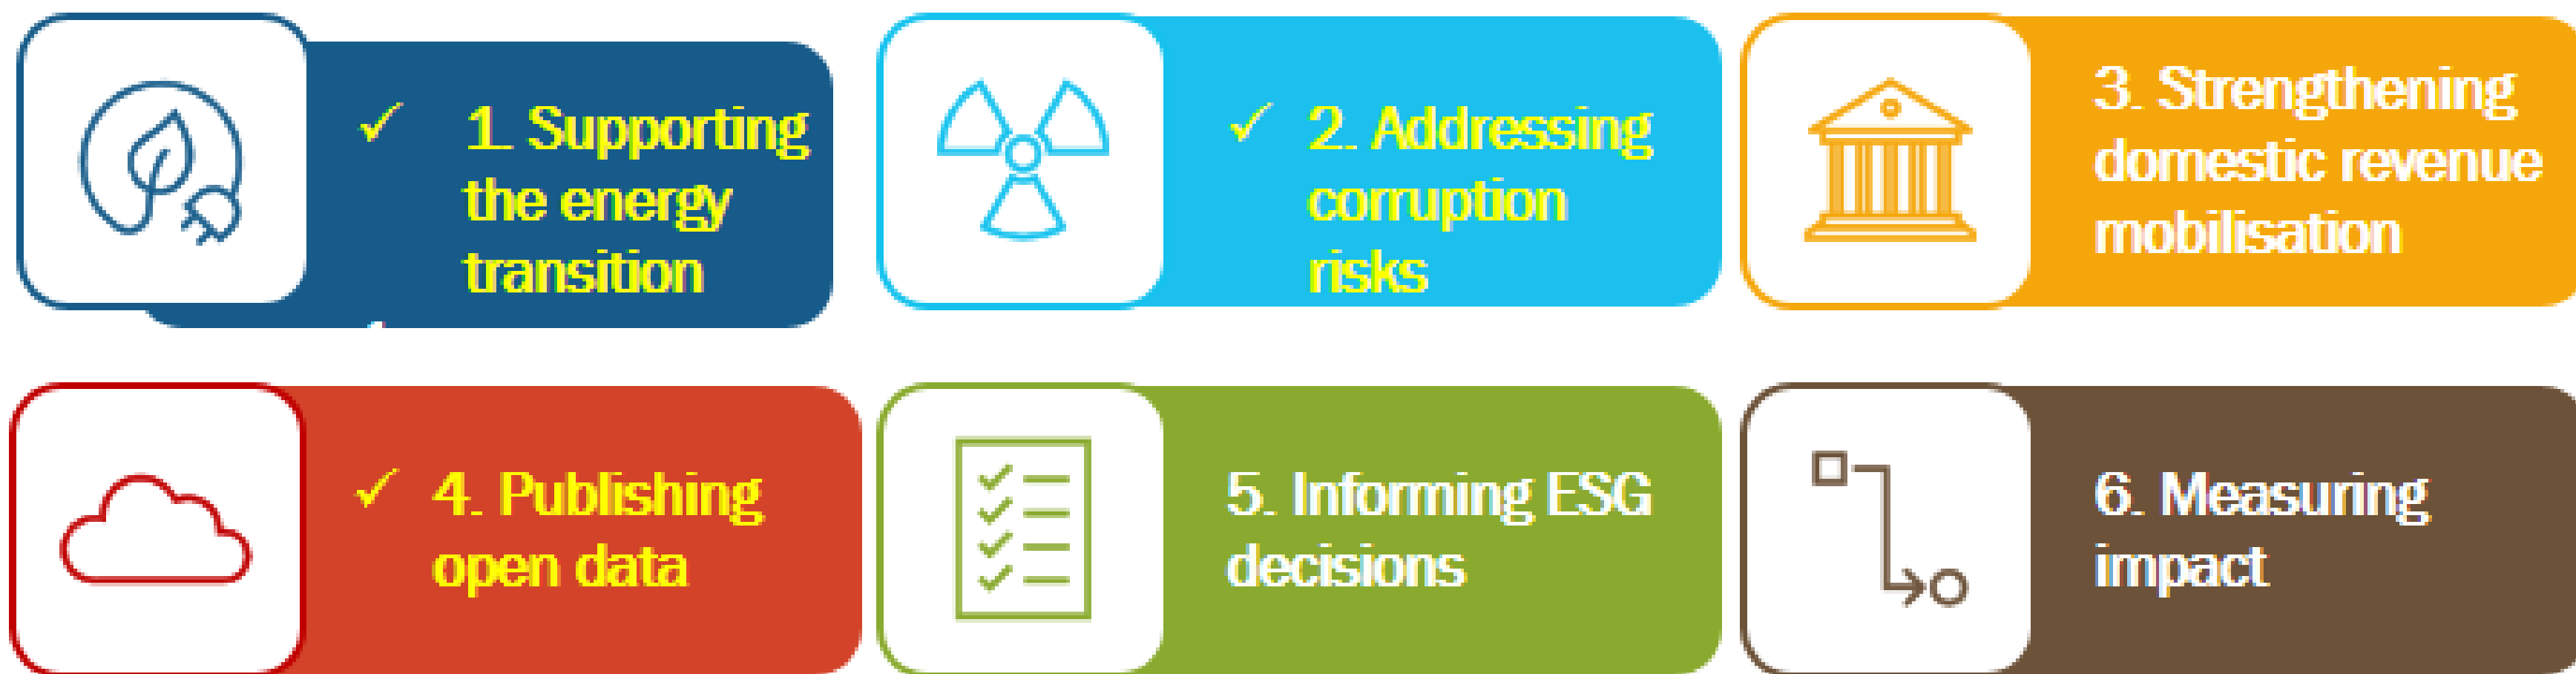 ✓ 1. Supporting
the energy
transition
✓ 2. Addressing
corruption
risks
3. Strengthening
domestic revenue
mobilisation
✓ 4. Publishing
open data
5. Informing ESG
decisions
6. Measuring
impact